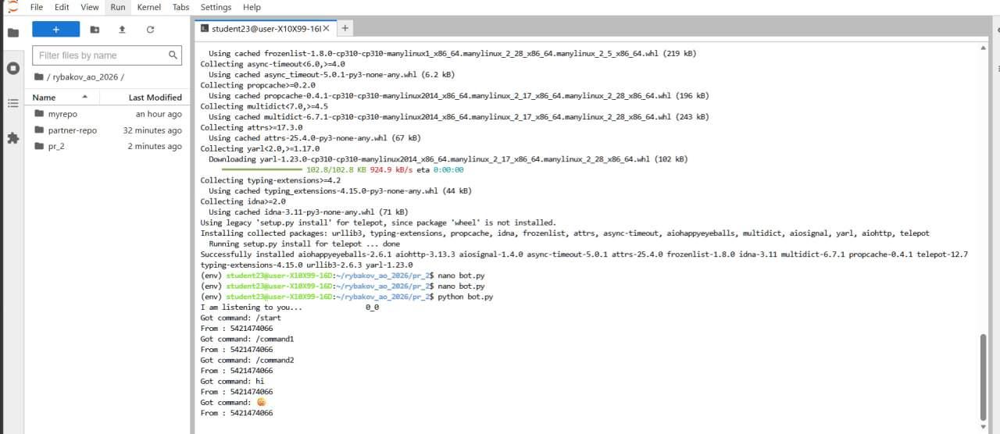 File Edit View Run Kernel Tabs Settings Help
student23@user-X10X99-16I
Filter files by name
/ rybakov_ao_2026 /
Name Last Modified
myrepo an hour ago
partner-repo 32 minutes ago
pr_2 2 minutes ago
Using cached frozenlist-1.8.0-cp310-cp310-manylinux1_x86_64.manylinux_2_28_x86_64.manylinux_2_5_x86_64.whl (219 kB)
Collecting async-timeout<6.0,>=4.0
Using cached async_timeout-5.0.1-py3-none-any.whl (6.2 kB)
Collecting propcache>=0.2.0
Using cached propcache-0.4.1-cp310-cp310-manylinux2014_x86_64.manylinux_2_17_x86_64.manylinux_2_28_x86_64.whl (196 kB)
Collecting multidict<7.0,>=4.5
Using cached multidict-6.7.1-cp310-cp310-manylinux2014_x86_64.manylinux_2_17_x86_64.manylinux_2_28_x86_64.whl (243 kB)
Collecting attrs>=17.3.0
Using cached attrs-25.4.0-py3-none-any.whl (67 kB)
Collecting yarl<2.0,>=1.17.0
Downloading yarl-1.23.0-cp310-cp310-manylinux2014_x86_64.manylinux_2_17_x86_64.manylinux_2_28_x86_64.whl (102 kB)
102.8/102.8 KB 924.9 kB/s eta 0:00:00
Collecting typing-extensions>=4.2
Using cached typing_extensions-4.15.0-py3-none-any.whl (44 kB)
Collecting idna>=2.0
Using cached idna-3.11-py3-none-any.whl (71 kB)
Using legacy 'setup.py install' for telepot, since package 'wheel' is not installed.
Installing collected packages: urllib3, typing-extensions, propcache, idna, frozenlist, attrs, async-timeout, aiohappyeyeballs, multidict, aiosignal, yarl, aiohttp, telepot
Running setup.py install for telepot ... done
Successfully installed aiohappyeyeballs-2.6.1 aiohttp-3.13.3 aiosignal-1.4.0 async-timeout-5.0.1 attrs-25.4.0 frozenlist-1.8.0 idna-3.11 multidict-6.7.1 propcache-0.4.1 telepot-12.7
typing-extensions-4.15.0 urllib3-2.6.3 yarl-1.23.0
(env) student23@user-X10X99-16D:~/rybakov_ao_2026/pr_2$ nano bot.py
(env) student23@user-X10X99-16D:~/rybakov_ao_2026/pr_2$ nano bot.py
(env) student23@user-X10X99-16D:~/rybakov_ao_2026/pr_2$ python bot.py
I am listening to you... 0_0
Got command: /start
From : 5421474066
Got command: /command1
From : 5421474066
Got command: /command2
From : 5421474066
Got command: hi
From : 5421474066
Got command: 😜
From : 5421474066